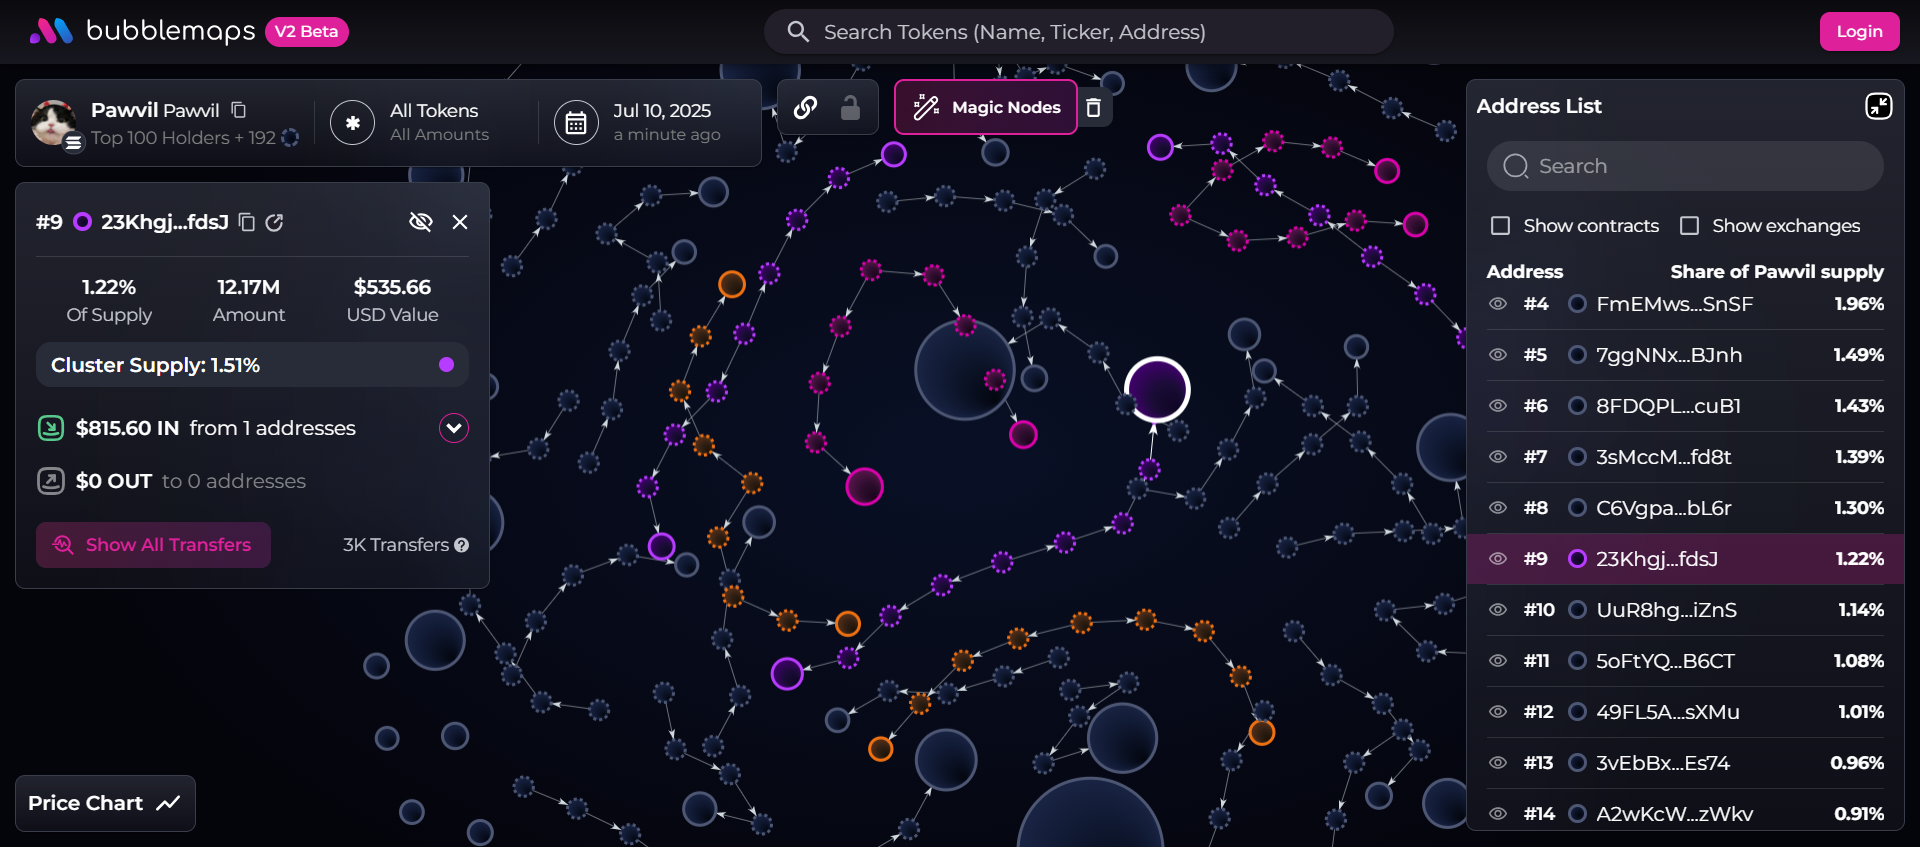 bubblemaps V2 Beta
Search Tokens (Name, Ticker, Address)
Login
Pawvil Pawvil
Top 100 Holders + 192
All Tokens
All Amounts
Jul 10, 2025
a minute ago
Magic Nodes
#9 23Khgj...fdsJ
1.22% 12.17M $535.66
Of Supply Amount USD Value
Cluster Supply: 1.51%
$815.60 IN from 1 addresses
$0 OUT to 0 addresses
Show All Transfers 3K Transfers ?
Price Chart
Address List
Search
Show contracts Show exchanges
Address Share of Pawvil supply
#4 FmEMws...SnSF 1.96%
#5 7ggNNx...BJnh 1.49%
#6 8FDQPL...cuB1 1.43%
#7 3sMccM...fd8t 1.39%
#8 C6Vgpa...bL6r 1.30%
#9 23Khgj...fdsJ 1.22%
#10 UuR8hg...iZnS 1.14%
#11 5oFtYQ...B6CT 1.08%
#12 49FL5A...sXMu 1.01%
#13 3vEbBx...Es74 0.96%
#14 A2wKcW...zWkv 0.91%